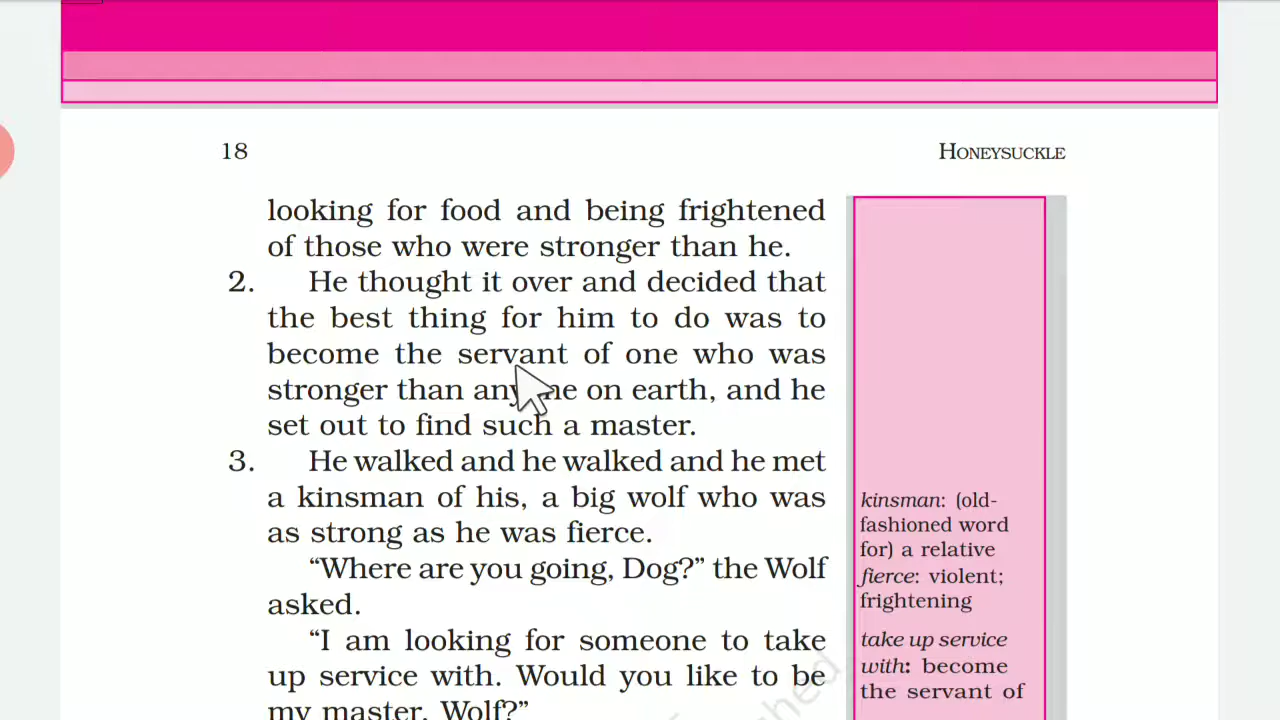 18
HONEYSUCKLE
looking for food and being frightened
of those who were stronger than he.
2. He thought it over and decided that
the best thing for him to do was to
become the servant of one who was
stronger than on earth, and he
set out to find such a master.
3. He walked and he walked and he met
a kinsman of his, a big wolf who was
as strong as he was fierce.
“Where are you going, Dog?” the Wolf
asked.
“I am looking for someone to take
up service with. Would you like to be
my master, Wolf?”
kinsman: (old-
fashioned word
for) a relative
fierce: violent;
frightening
take up service
with: become
the servant of